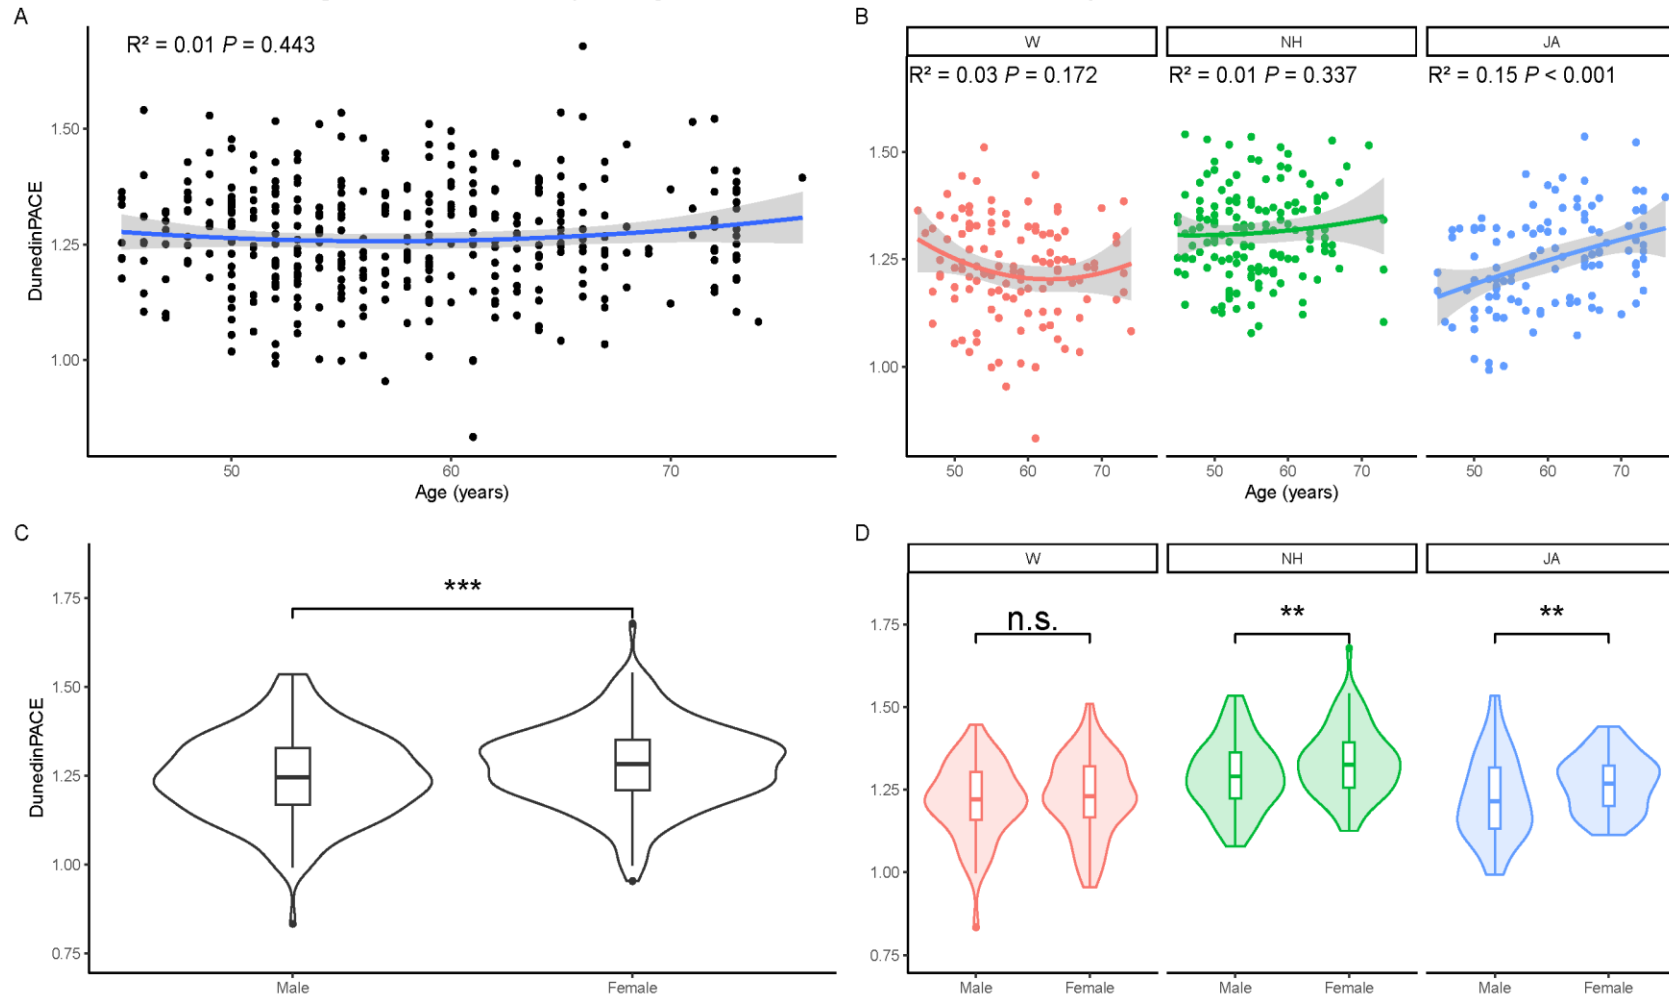 A
R² = 0.01 P = 0.443
DunedinPACE
1.50
1.25
1.00
50 60 70
Age (years)
B
W NH JA
R² = 0.03 P = 0.172 R² = 0.01 P = 0.337 R² = 0.15 P < 0.001
1.50
1.25
1.00
50 60 70 50 60 70 50 60 70
Age (years) Age (years) Age (years)
C
***
DunedinPACE
1.75
1.50
1.25
1.00
0.75
Male Female
D
W NH JA
n.s. ** **
1.75
1.50
1.25
1.00
0.75
Male Female Male Female Male Female